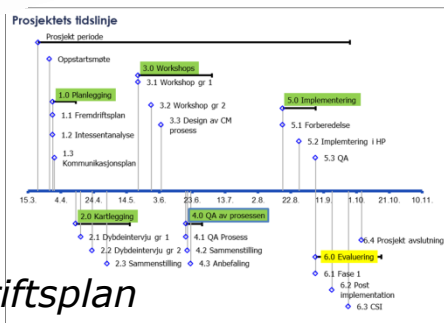 Prosjektets tidslinje
Prosjekt periode
Oppstartsmøte
3.0 Workshops
3.1 Workshop gr 1
1.0 Planlegging
3.2 Workshop gr 2
5.0 Implementering
1.1 Fremdriftsplan
3.3 Design av CM
prosess
5.1 Forberedelse
1.2 Intessentanalyse
5.2 Implementering i HP
1.3
Kommunikasjonsplan
5.3 QA
15.3. 4.4. 24.4. 14.5. 3.6. 23.6. 13.7. 2.8. 22.8. 11.9. 1.10. 21.10. 10.11.
2.0 Kartlegging
4.0 QA av prosessen
2.1 Dybdeintervju gr 1
4.1 QA Prosess
6.4 Prosjekt avslutning
2.2 Dybdeintervju gr 2
4.2 Sammenstilling
6.0 Evaluering
2.3 Sammenstilling
4.3 Anbefaling
6.1 Fase 1
6.2 Post
implementation
6.3 CSI
iftsplan